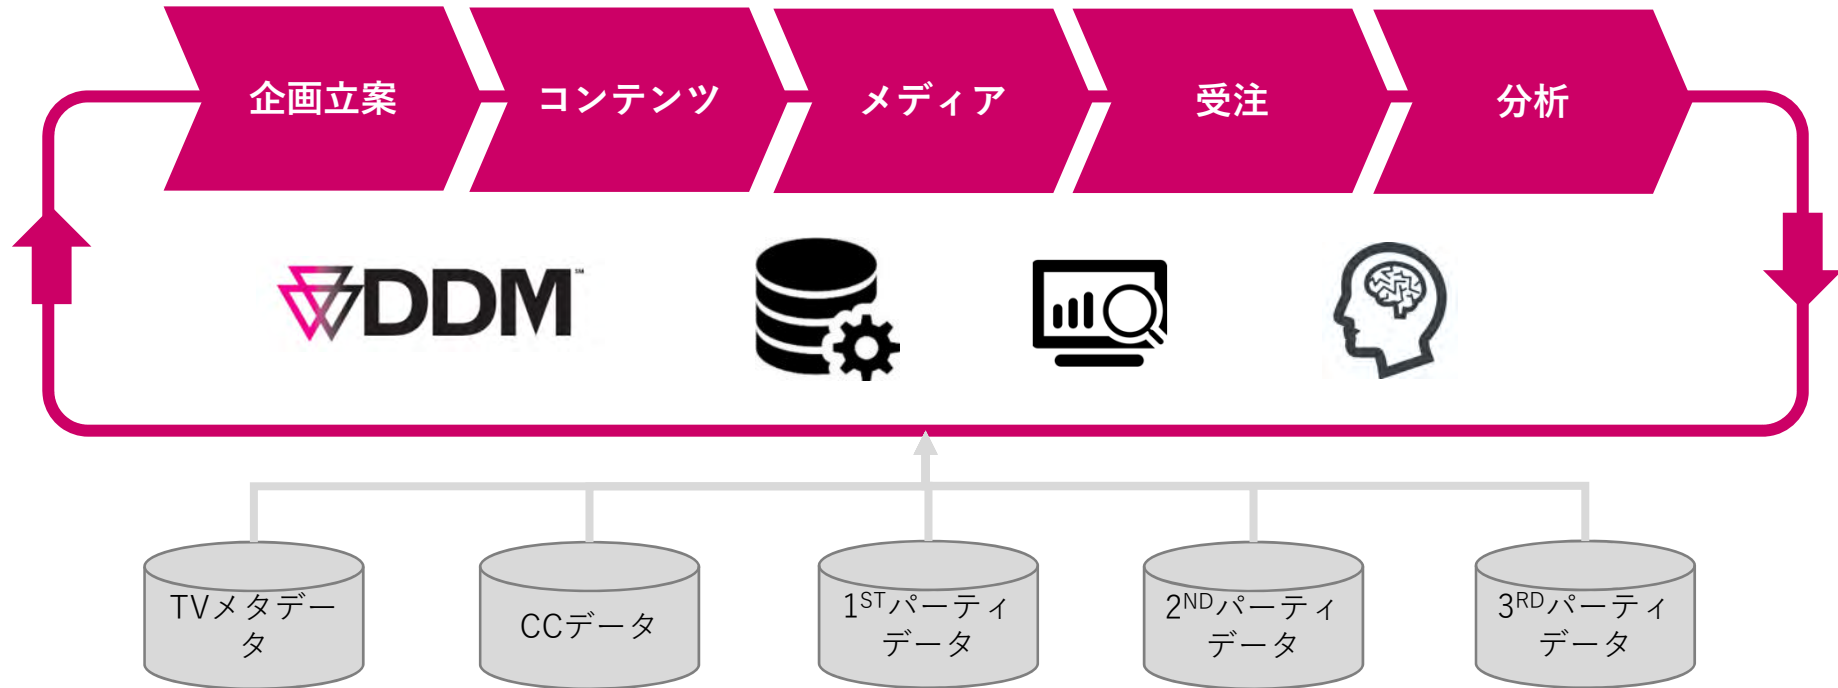 企画立案
コンテンツ
メディア
受注
分析
DDM℠
TVメタデー
タ
CCデータ
1STパーティ
データ
2NDパーティ
データ
3RDパーティ
データ